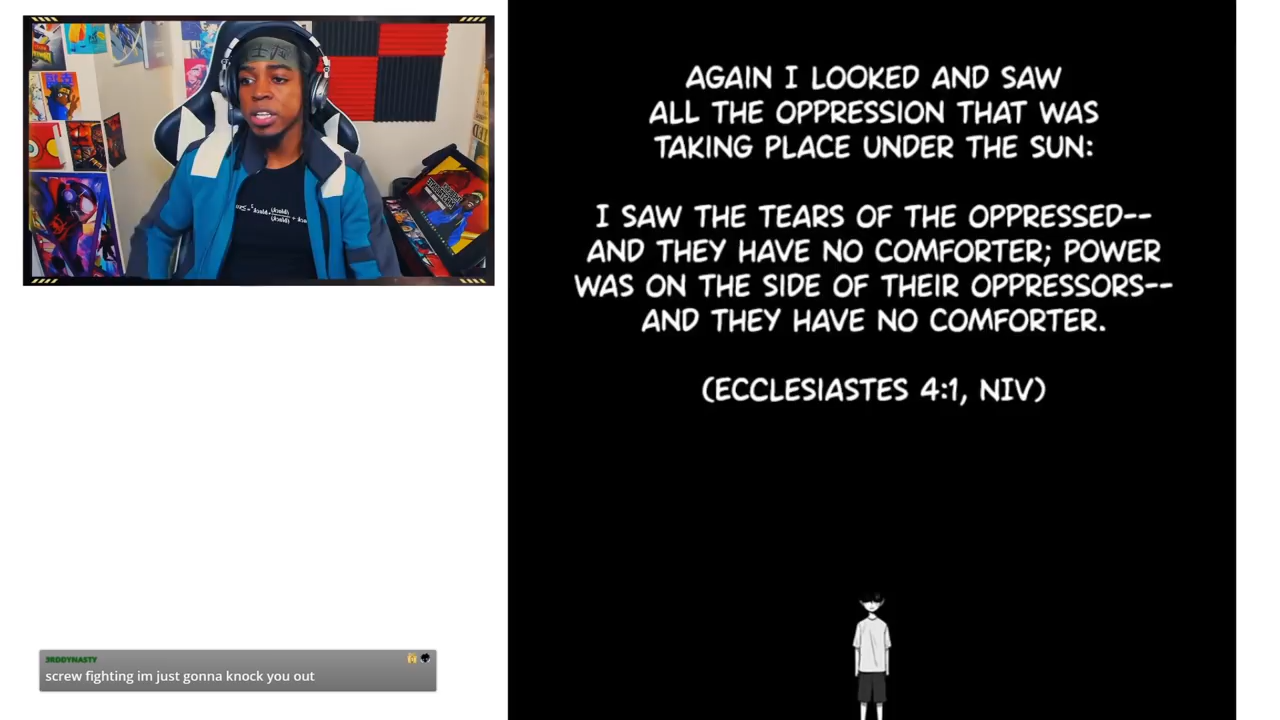 AGAIN I LOOKED AND SAW
ALL THE OPPRESSION THAT WAS
TAKING PLACE UNDER THE SUN:
I SAW THE TEARS OF THE OPPRESSED--
AND THEY HAVE NO COMFORTER; POWER
WAS ON THE SIDE OF THEIR OPPRESSORS--
AND THEY HAVE NO COMFORTER.
(ECCLESIASTES 4:1, NIV)
3RDDYNASTY
screw fighting im just gonna knock you out